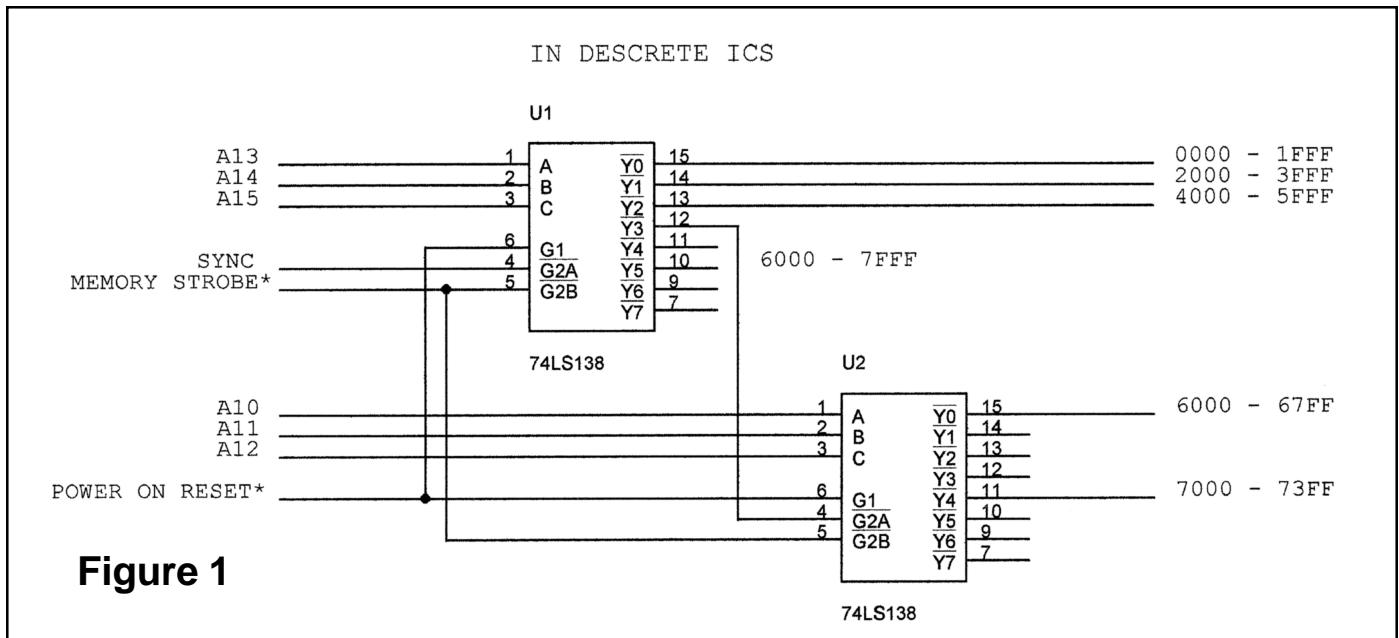 IN DESCRETE ICS
U1
A13 1 A Y0 15 0000 - 1FFF
A14 2 B Y1 14 2000 - 3FFF
A15 3 C Y2 13 4000 - 5FFF
Y3 12
6 G1 Y4 11
SYNC 4 G2A Y5 10 6000 - 7FFF
MEMORY STROBE* 5 G2B Y6 9
Y7 7
74LS138
U2
A10 1 A Y0 15 6000 - 67FF
A11 2 B Y1 14
A12 3 C Y2 13
Y3 12
POWER ON RESET* 6 G1 Y4 11 7000 - 73FF
4 G2A Y5 10
5 G2B Y6 9
Y7 7
Figure 1
74LS138